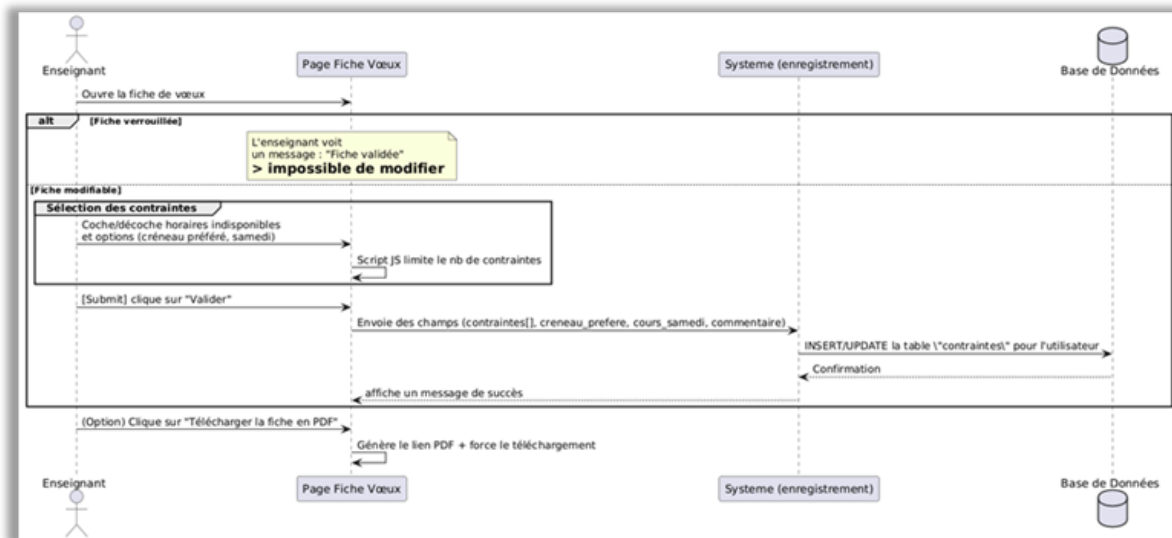 Enseignant
Page Fiche Vœux
Systeme (enregistrement)
Base de Données
Ouvre la fiche de vœux
alt
[Fiche verrouillée]
L'enseignant voit
un message : "Fiche validée"
> impossible de modifier
[Fiche modifiable]
Sélection des contraintes
Coche/décoche horaires indisponibles
et options (créneau préféré, samedi)
Script JS limite le nb de contraintes
[Submit] clique sur "Valider"
Envoie des champs (contraintes[], creneau_prefere, cours_samedi, commentaire)
INSERT/UPDATE la table \"contraintes\" pour l'utilisateur
Confirmation
affiche un message de succès
(Option) Clique sur "Télécharger la fiche en PDF"
Génère le lien PDF + force le téléchargement
Enseignant
Page Fiche Vœux
Systeme (enregistrement)
Base de Données